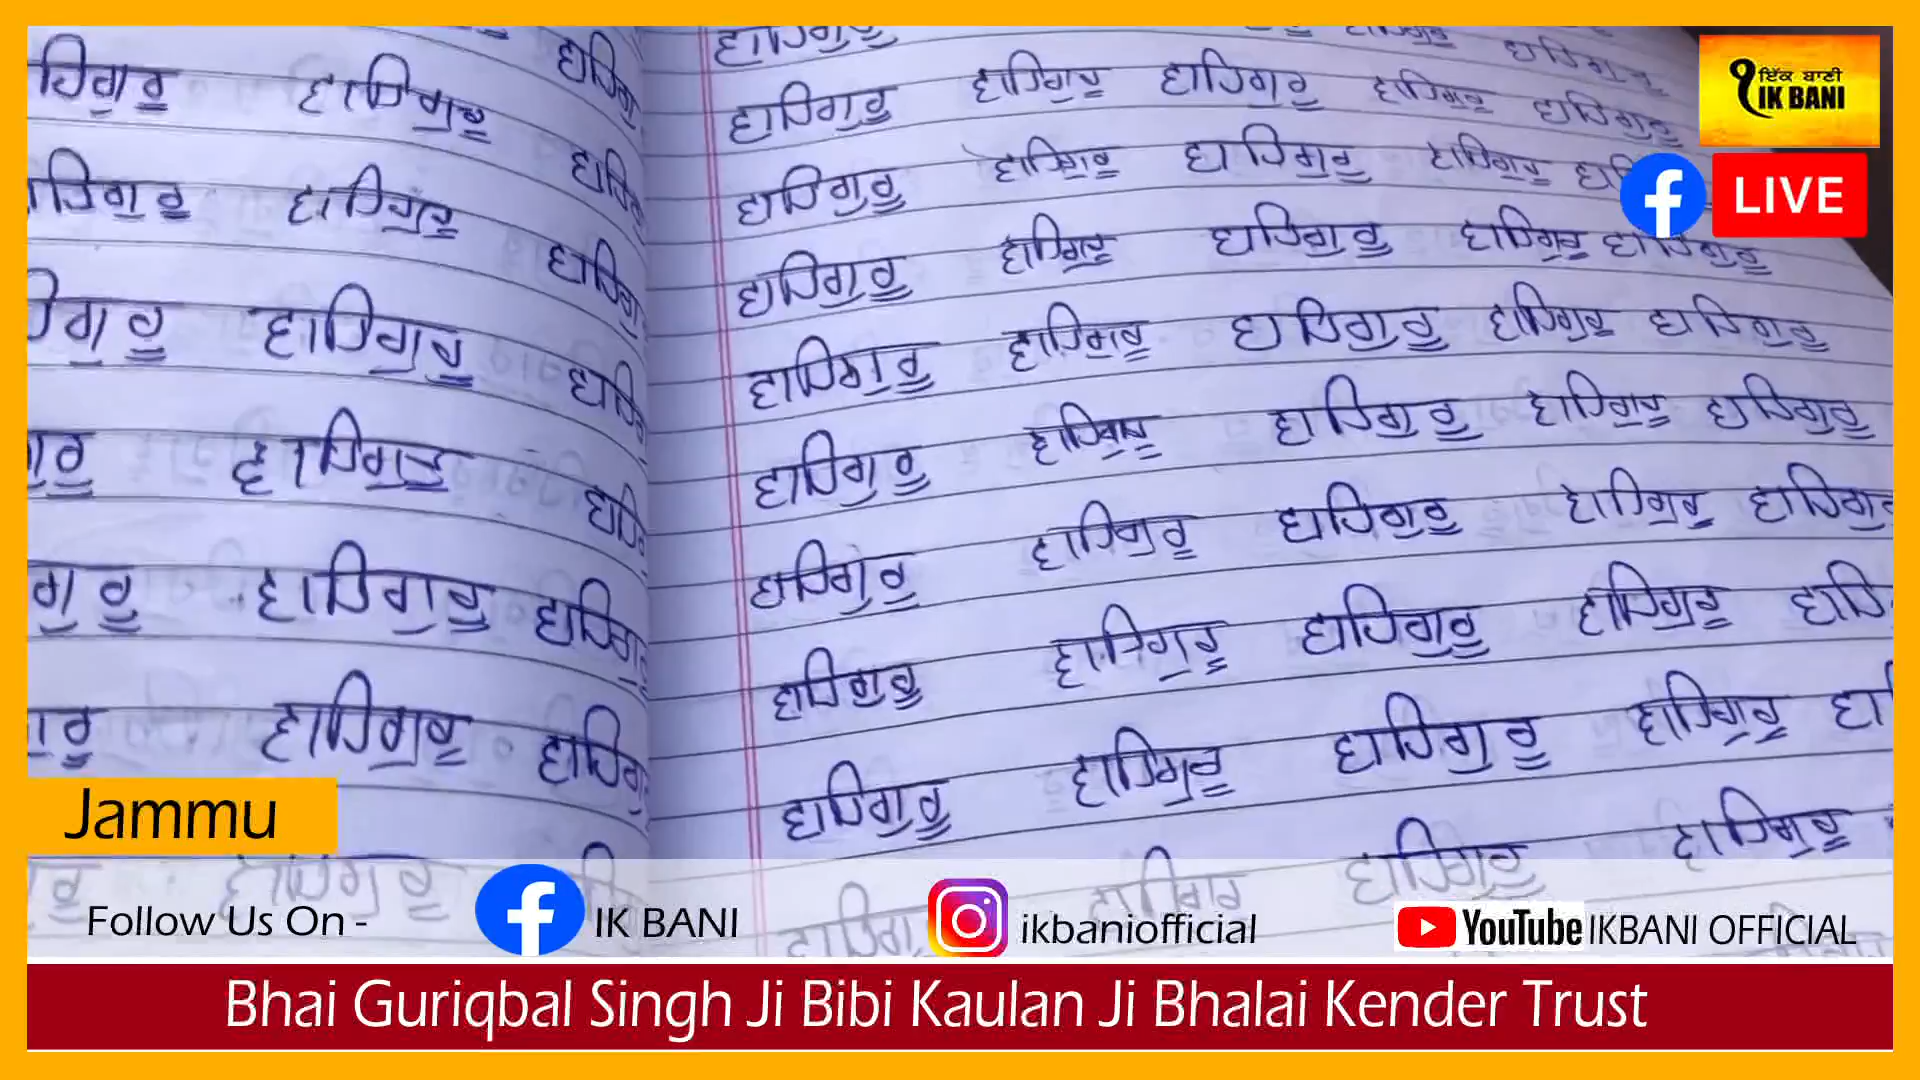 ਵਾਹਿਗੁਰੂ
ਵਾਹਿਗੁਰੂ ਵਾਹਿਗੁਰੂ ਵਾਹਿਗੁਰੂ ਵਾਹਿਗੁਰੂ ਵਾਹਿਗੁਰੂ
ਵਾਹਿਗੁਰੂ ਵਾਹਿਗੁਰੂ ਵਾਹਿਗੁਰੂ ਵਾਹਿਗੁਰੂ ਵਾਹਿਗੁਰੂ
ਵਾਹਿਗੁਰੂ ਵਾਹਿਗੁਰੂ ਵਾਹਿਗੁਰੂ ਵਾਹਿਗੁਰੂ
ਵਾਹਿਗੁਰੂ ਵਾਹਿਗੁਰੂ ਵਾਹਿਗੁਰੂ ਵਾਹਿਗੁਰੂ ਵਾਹਿਗੁਰੂ
ਵਾਹਿਗੁਰੂ ਵਾਹਿਗੁਰੂ ਵਾਹਿਗੁਰੂ ਵਾਹਿਗੁਰੂ ਵਾਹਿਗੁਰੂ ਵਾਹਿਗੁਰੂ
ਵਾਹਿਗੁਰੂ ਵਾਹਿਗੁਰੂ ਵਾਹਿਗੁਰੂ ਵਾਹਿਗੁਰੂ ਵਾਹਿਗੁਰੂ ਵਾਹਿਗੁਰੂ
ਵਾਹਿਗੁਰੂ ਵਾਹਿਗੁਰੂ ਵਾਹਿਗੁਰੂ ਵਾਹਿਗੁਰੂ ਵਾਹਿਗੁਰੂ ਵਾਹਿਗੁਰੂ
ਵਾਹਿਗੁਰੂ ਵਾਹਿਗੁਰੂ ਵਾਹਿਗੁਰੂ ਵਾਹਿਗੁਰੂ ਵਾਹਿਗੁਰੂ
ਵਾਹਿਗੁਰੂ ਵਾਹਿਗੁਰੂ ਵਾਹਿਗੁਰੂ ਵਾਹਿਗੁਰੂ
ਵਾਹਿਗੁਰੂ ਵਾਹਿਗੁਰੂ ਵਾਹਿਗੁਰੂ ਵਾਹਿਗੁਰੂ
ਇੱਕ ਬਾਣੀ
IK BANI
LIVE
Jammu
Follow Us On - IK BANI ikbaniofficial YouTube IKBANI OFFICIAL
Bhai Guriqbal Singh Ji Bibi Kaulan Ji Bhalai Kender Trust